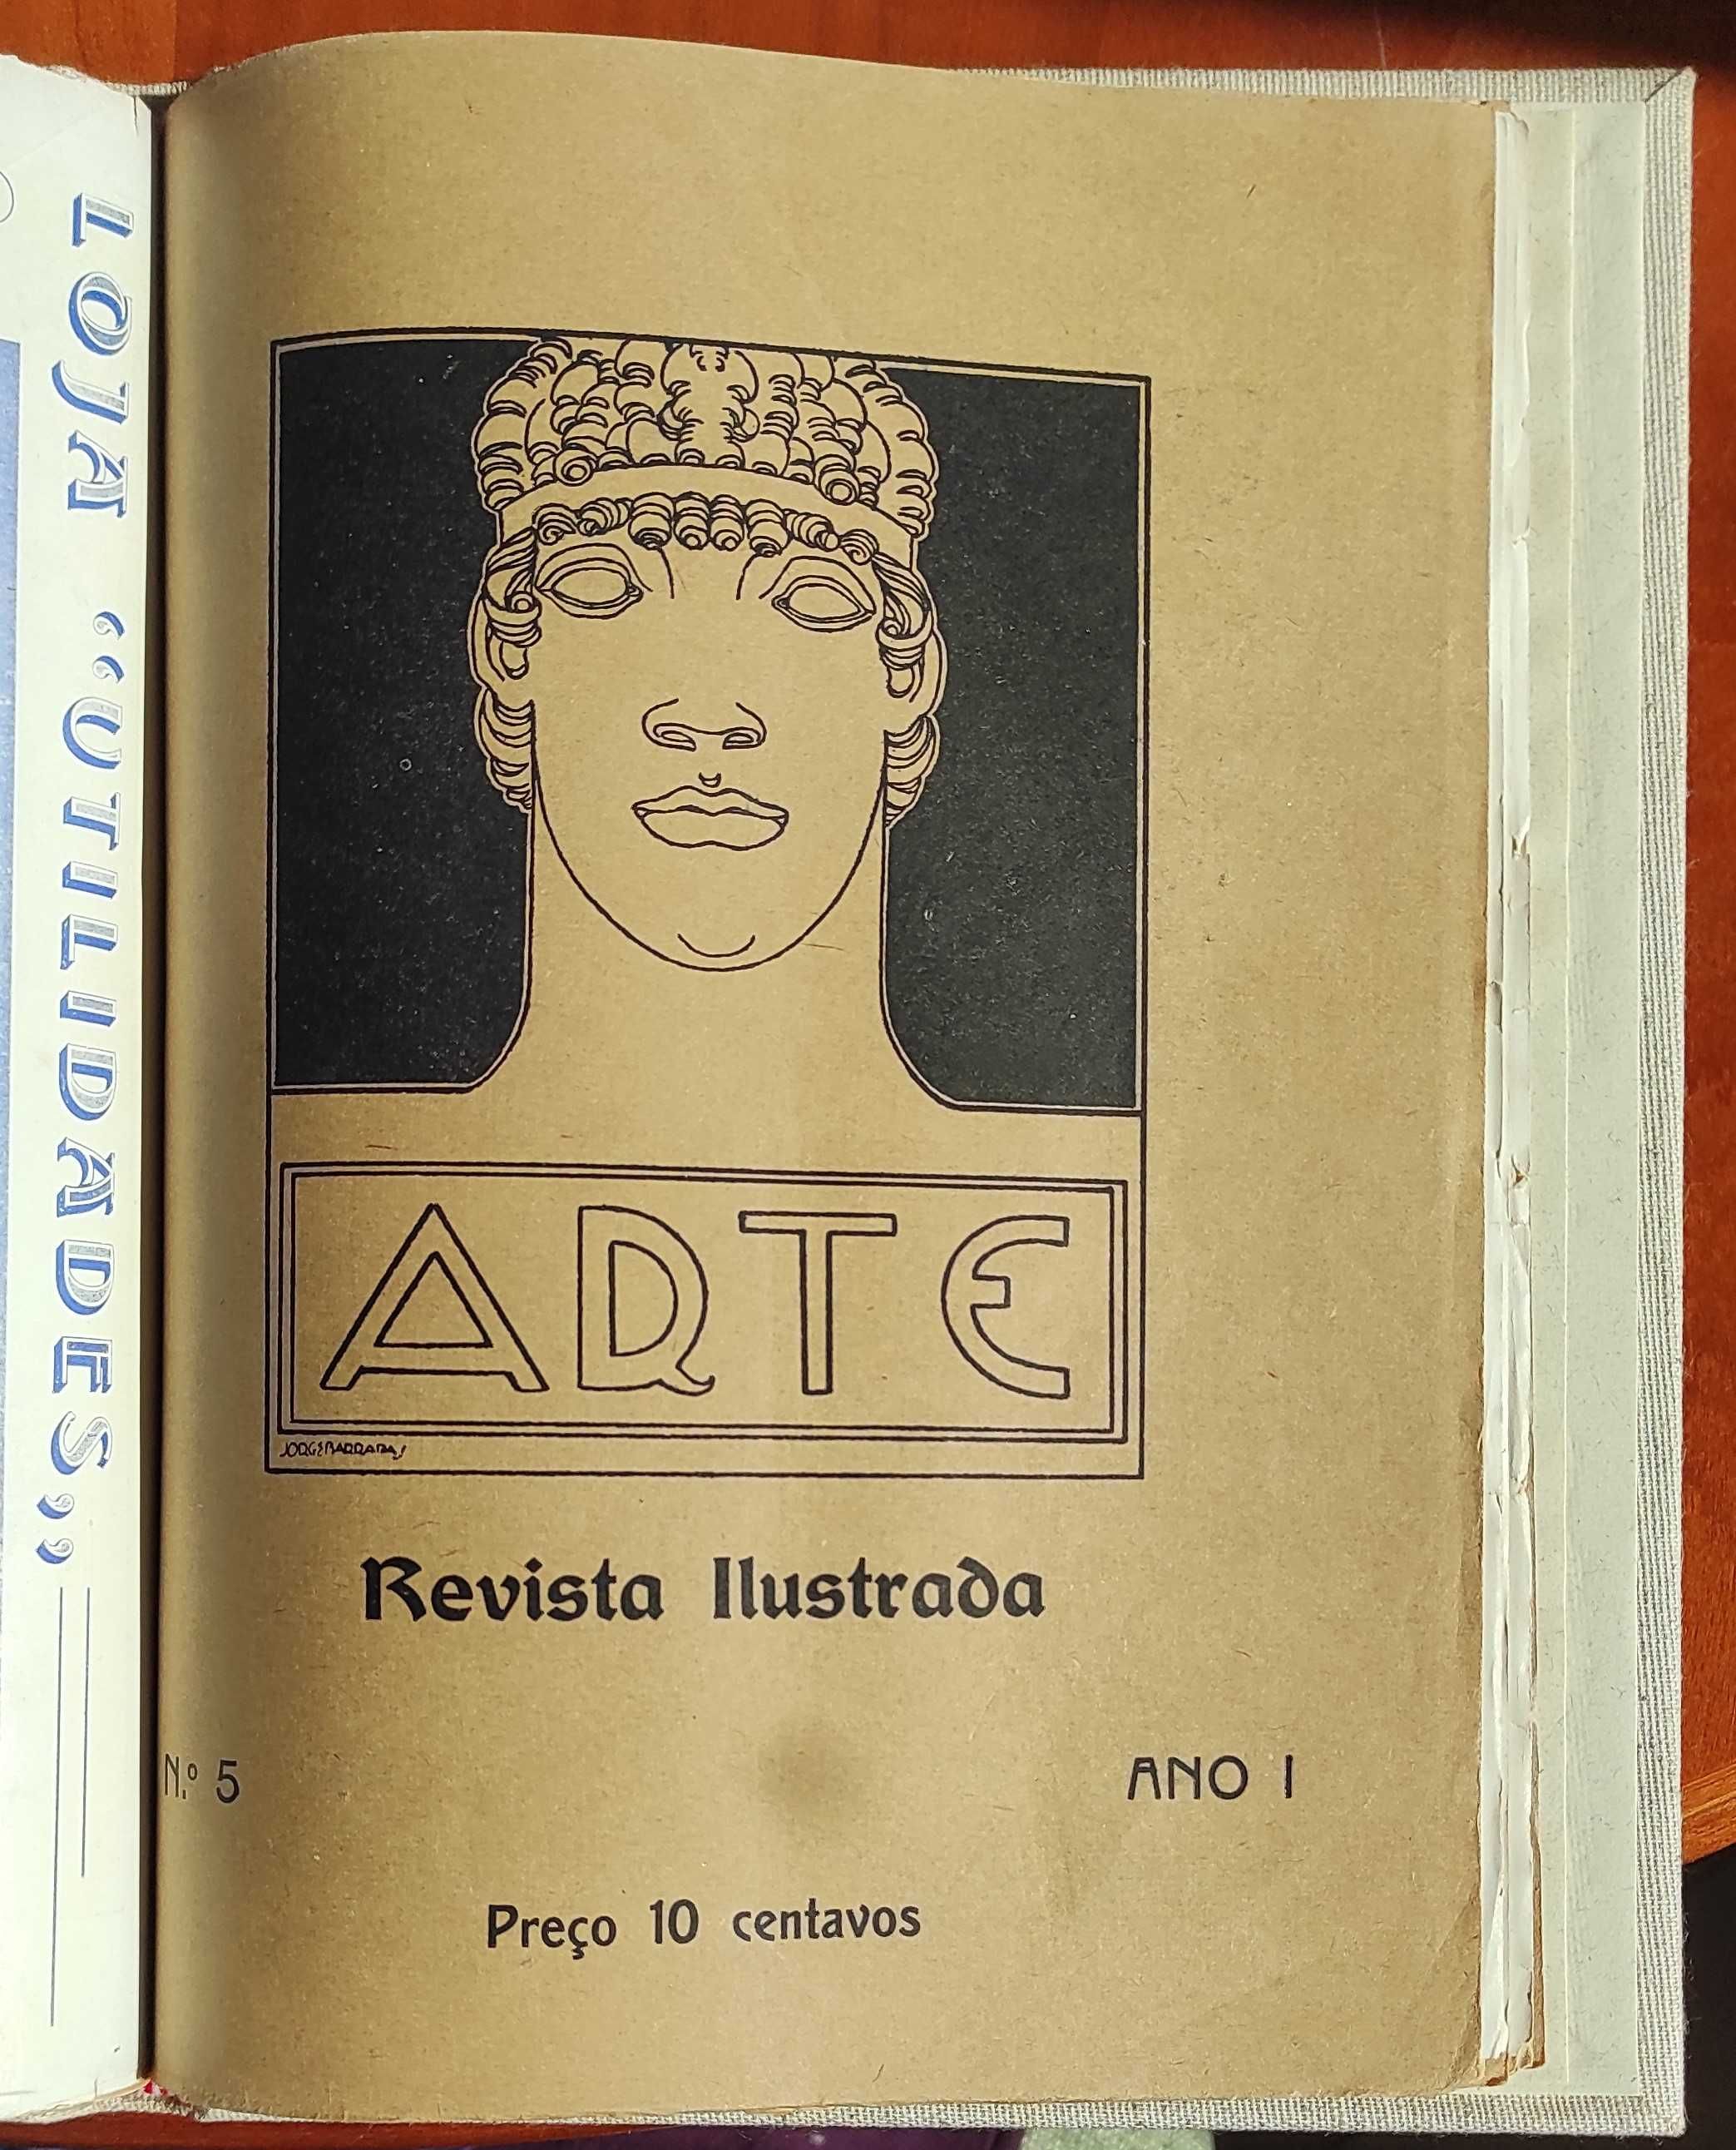 LOJA “UTILIDADES”
ARTE
JORGE BARRADAS
Revista Ilustrada
N.º 5
ANO I
Preço 10 centavos